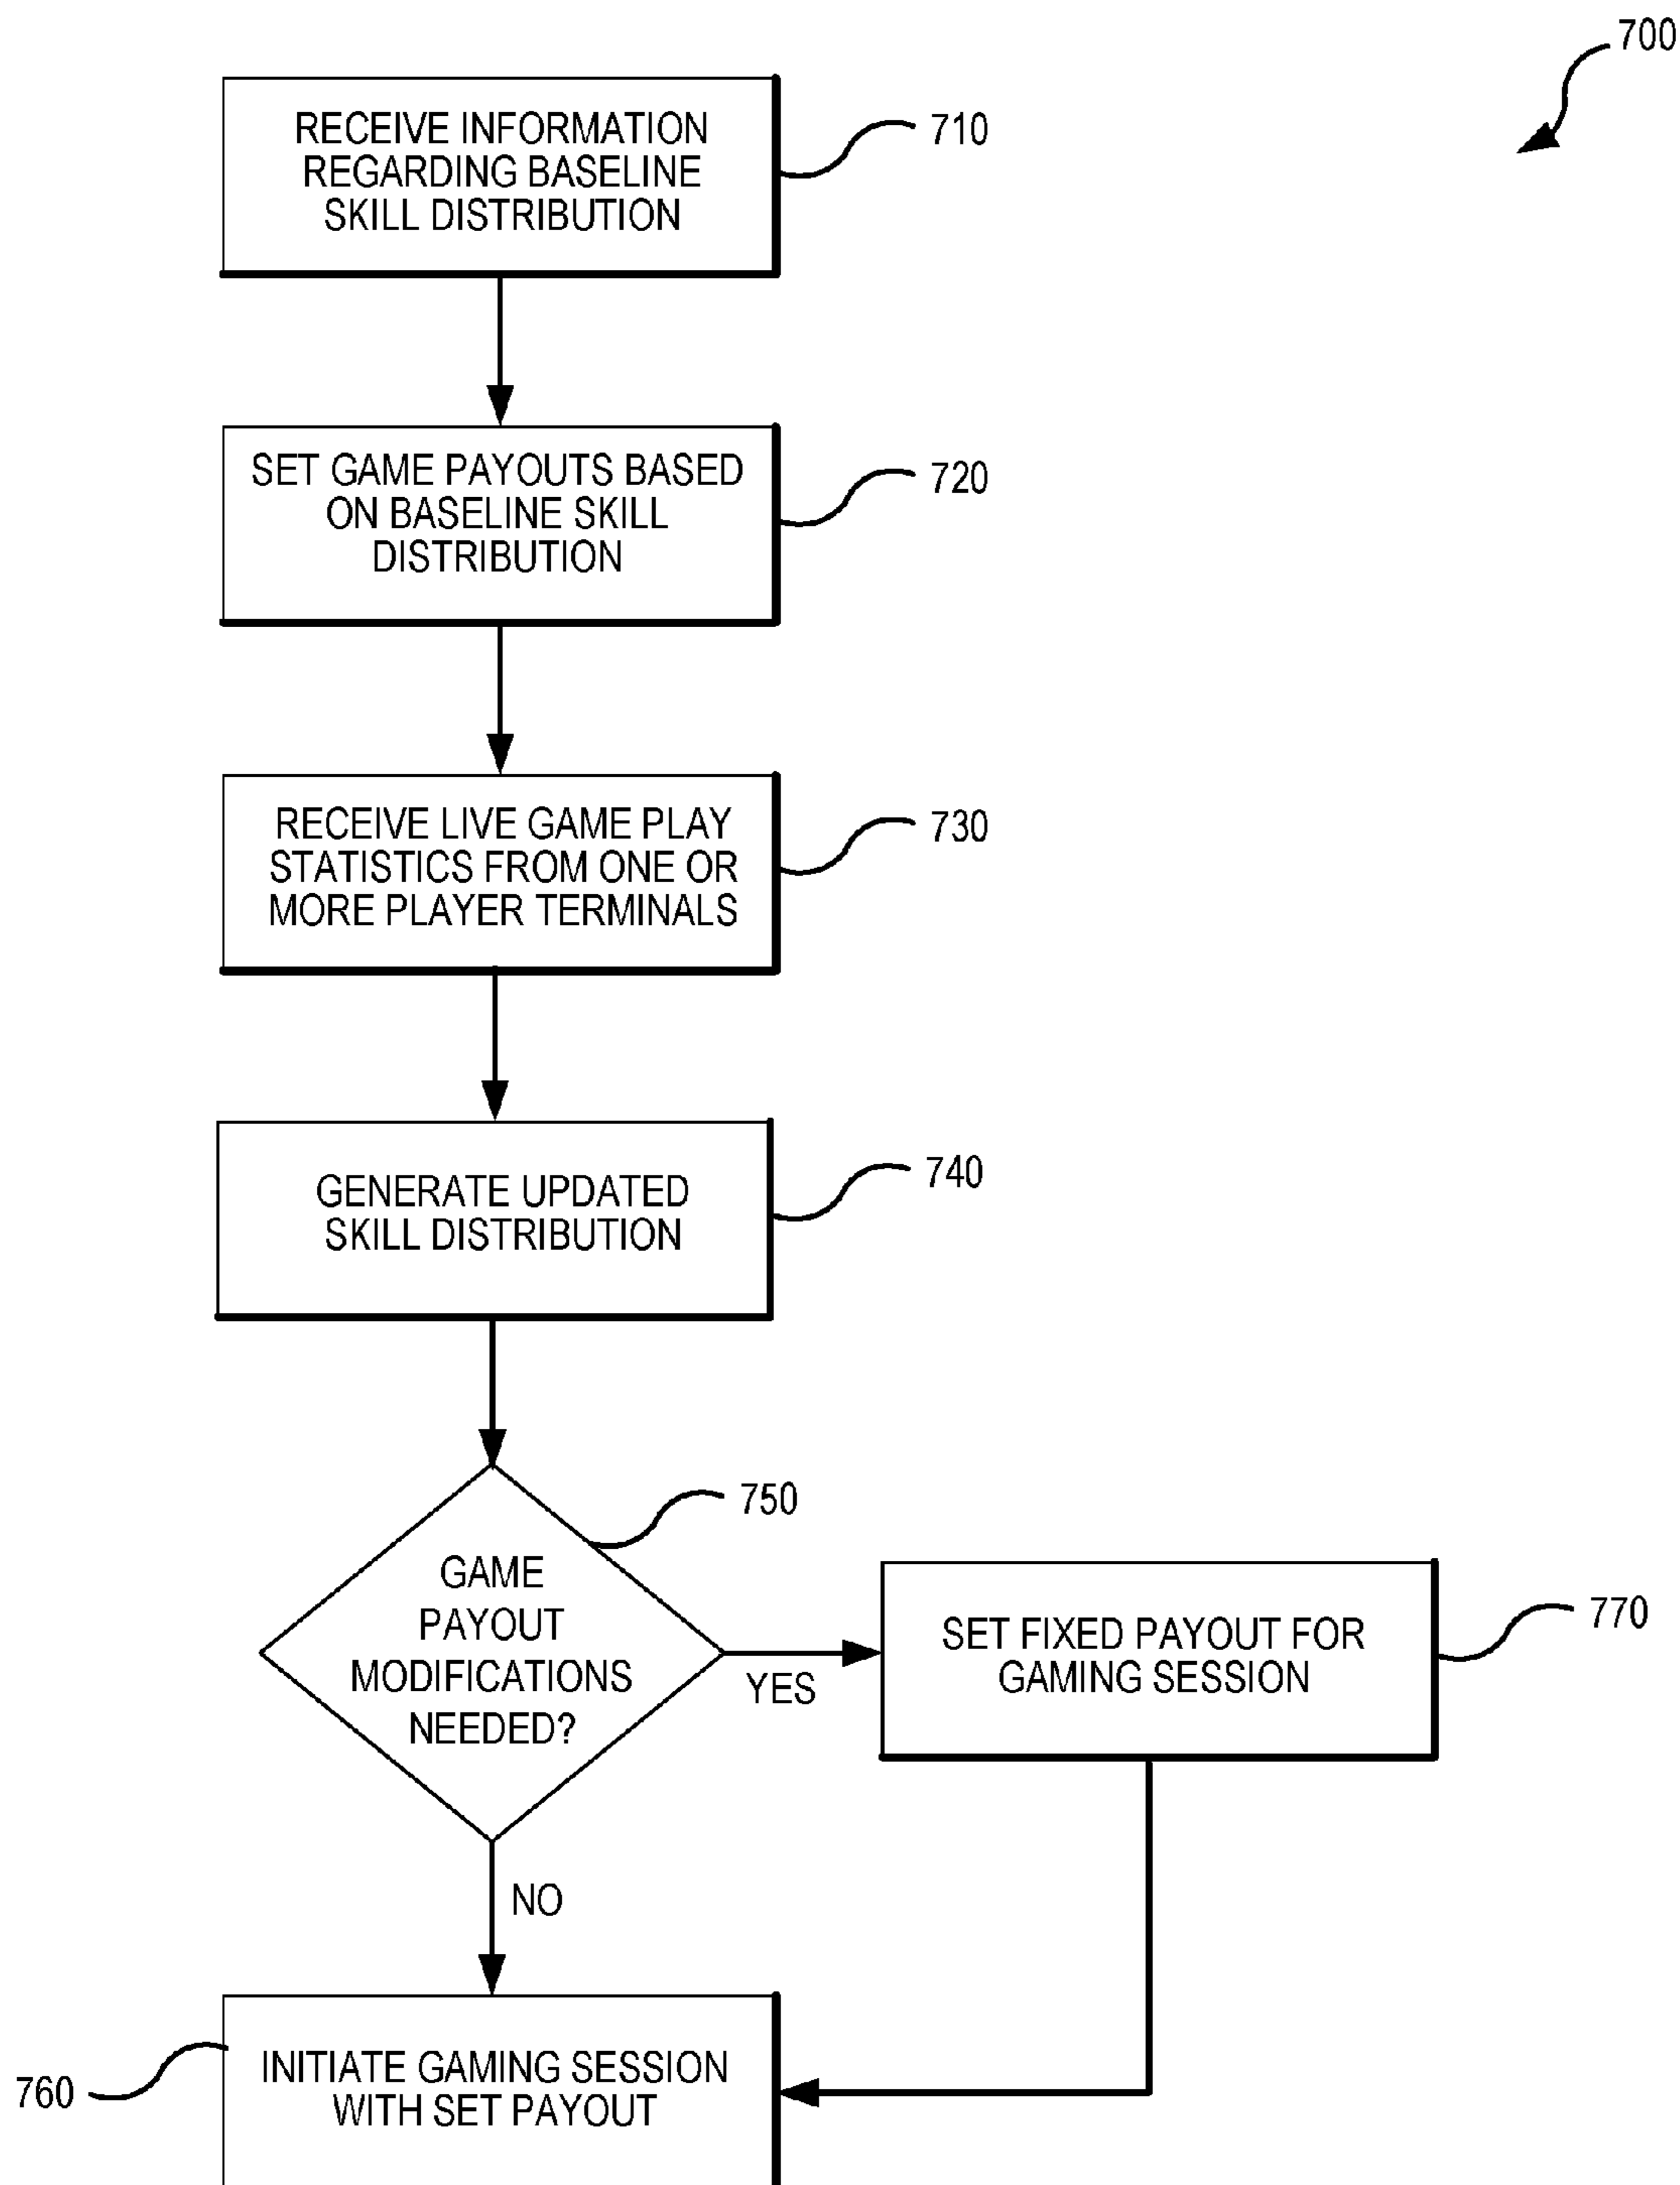 700
RECEIVE INFORMATION
REGARDING BASELINE
SKILL DISTRIBUTION
710
SET GAME PAYOUTS BASED
ON BASELINE SKILL
DISTRIBUTION
720
RECEIVE LIVE GAME PLAY
STATISTICS FROM ONE OR
MORE PLAYER TERMINALS
730
GENERATE UPDATED
SKILL DISTRIBUTION
740
GAME
PAYOUT
MODIFICATIONS
NEEDED?
750
YES
SET FIXED PAYOUT FOR
GAMING SESSION
770
NO
INITIATE GAMING SESSION
WITH SET PAYOUT
760